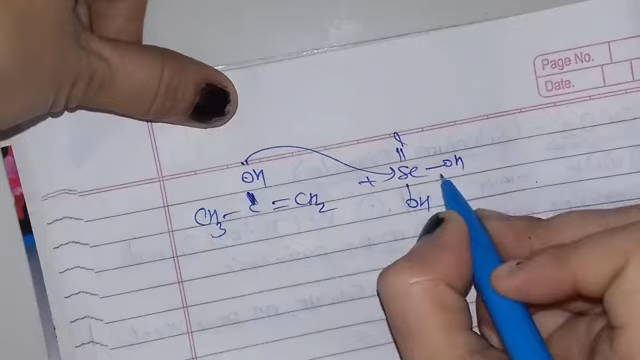 Page No.
Date.
O
OH
+ Se - OH
CH3 - C = CH2
OH